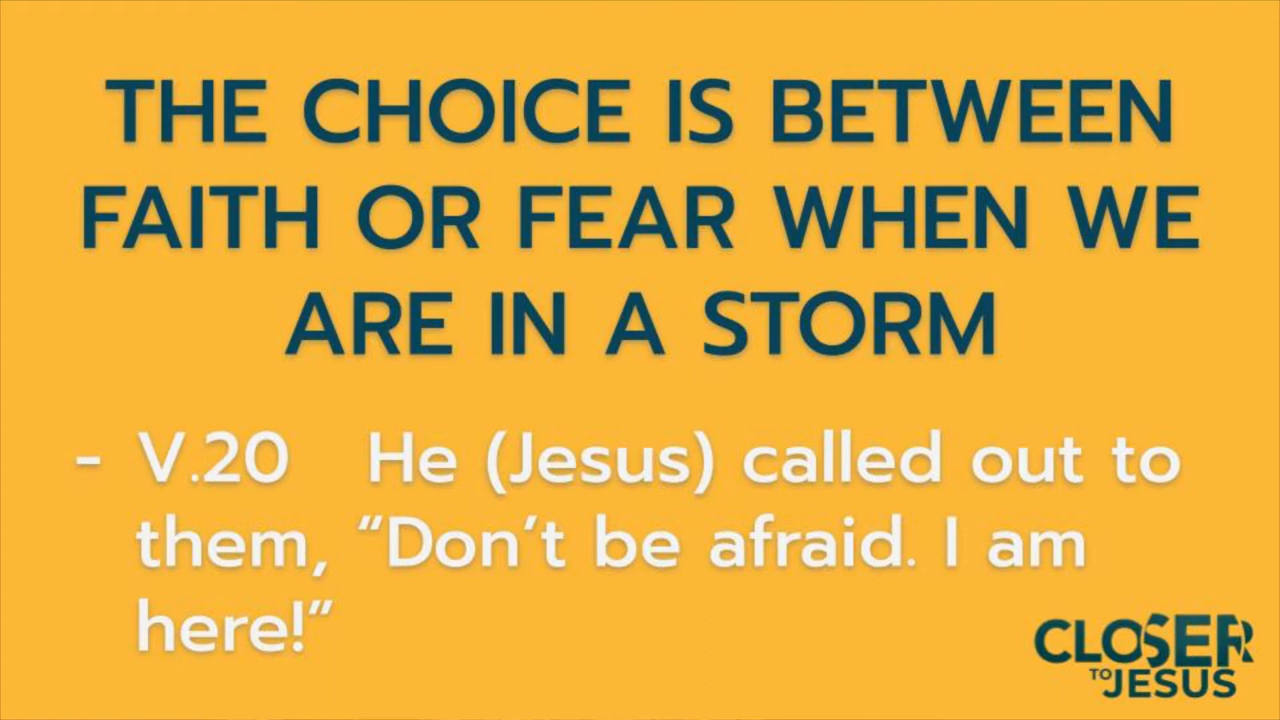 THE CHOICE IS BETWEEN
FAITH OR FEAR WHEN WE
ARE IN A STORM
- V.20 He (Jesus) called out to
them, “Don’t be afraid. I am
here!”
CLOSER
TO JESUS